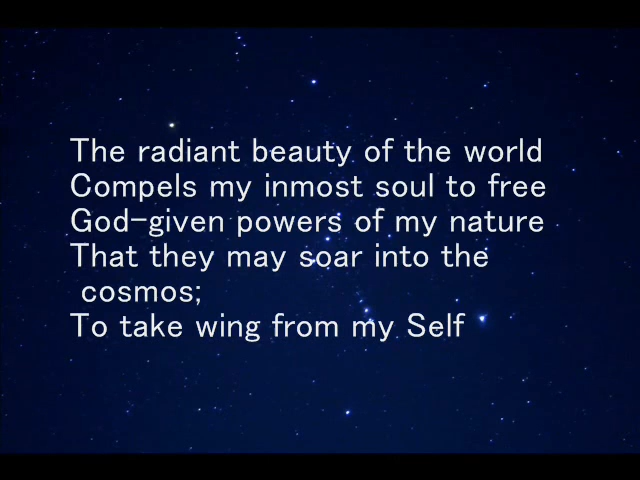 The radiant beauty of the world
Compels my inmost soul to free
God-given powers of my nature
That they may soar into the
cosmos;
To take wing from my Self